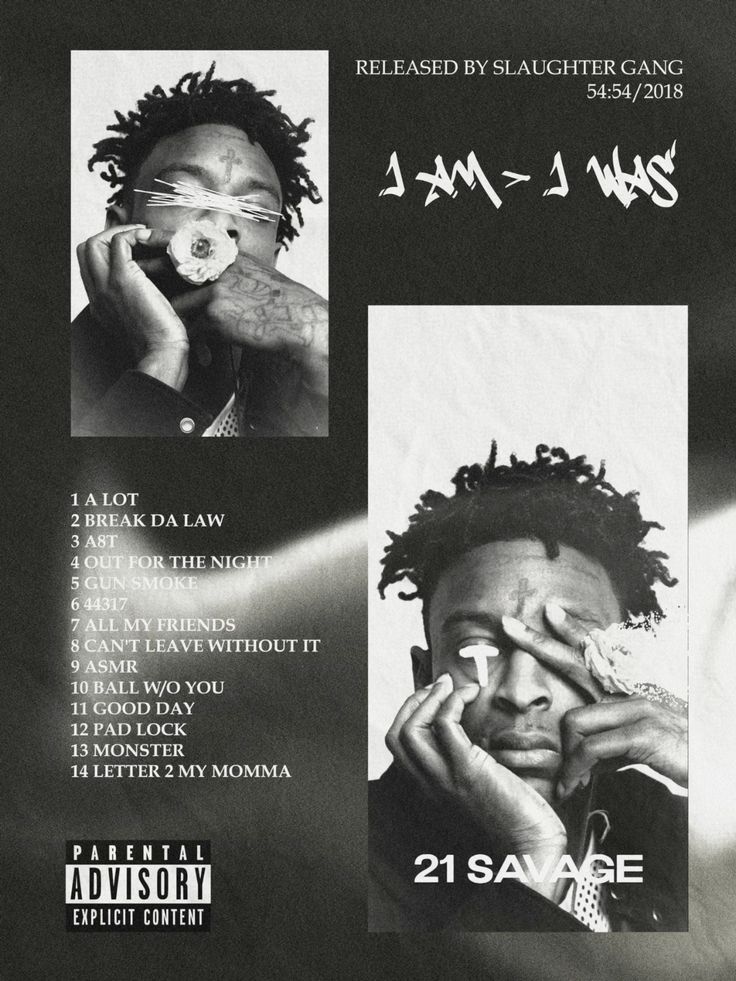 RELEASED BY SLAUGHTER GANG
54:54/2018
I AM > I WAS
1 A LOT
2 BREAK DA LAW
3 A8T
4 OUT FOR THE NIGHT
5 GUN SMOKE
6 44317
7 ALL MY FRIENDS
8 CAN'T LEAVE WITHOUT IT
9 ASMR
10 BALL W/O YOU
11 GOOD DAY
12 PAD LOCK
13 MONSTER
14 LETTER 2 MY MOMMA
PARENTAL
ADVISORY
EXPLICIT CONTENT
21 SAVAGE